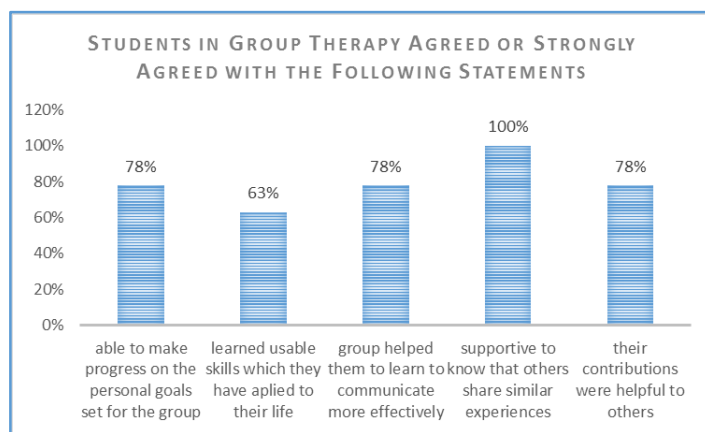 STUDENTS IN GROUP THERAPY AGREED OR STRONGLY
AGREED WITH THE FOLLOWING STATEMENTS
120%
100%
80%
60%
40%
20%
0%
78%
63%
78%
100%
78%
able to make
progress on the
personal goals
set for the group
learned usable
skills which they
have aplied to
their life
group helped
them to learn to
communicate
more effectively
supportive to
know that others
share similar
experiences
their
contributions
were helpful to
others